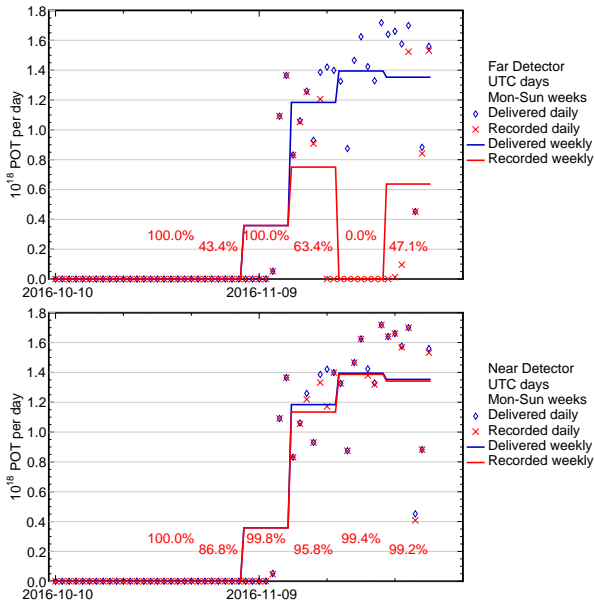 1.8
1.6
1.4
1.2
1.0
0.8
0.6
0.4
0.2
0.0
10^18 POT per day
100.0%
43.4%
100.0%
63.4%
0.0%
47.1%
2016-10-10
2016-11-09
Far Detector
UTC days
Mon-Sun weeks
Delivered daily
Recorded daily
Delivered weekly
Recorded weekly
1.8
1.6
1.4
1.2
1.0
0.8
0.6
0.4
0.2
0.0
10^18 POT per day
100.0%
86.8%
99.8%
95.8%
99.4%
99.2%
2016-10-10
2016-11-09
Near Detector
UTC days
Mon-Sun weeks
Delivered daily
Recorded daily
Delivered weekly
Recorded weekly